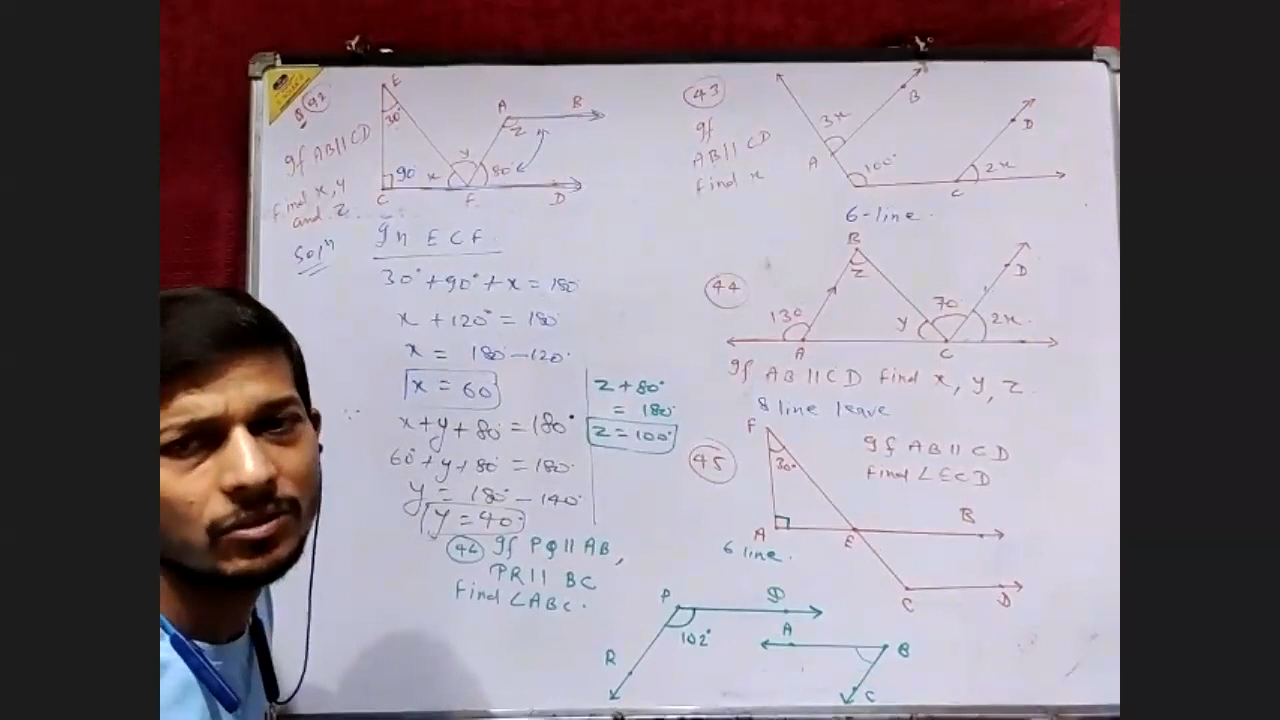 8 42
If AB||CD
find x, y
and z.
E
30°
A
B
z
y
80°
90°
x
C
F
D
Solⁿ
In ECF
30° + 90° + x = 180
x + 120° = 180
x = 180 - 120°
x = 60
x + y + 80 = 180°
60° + y + 80° = 180°
y = 180° - 140°
y = 40°
z + 80°
= 180°
z = 100°
46 If PQ || AB,
PR || BC
Find ∠ABC.
P
D
102°
R
A
B
C
43
If
AB || CD
find x
3x
B
A
100°
D
C
2x
6-line.
44
B
z
D
130
y
70
2x
A
C
If AB || CD find x, y, z.
8 line leave
45
F
30°
If AB || CD
find ∠ECD
A
E
B
6 line.
C
D